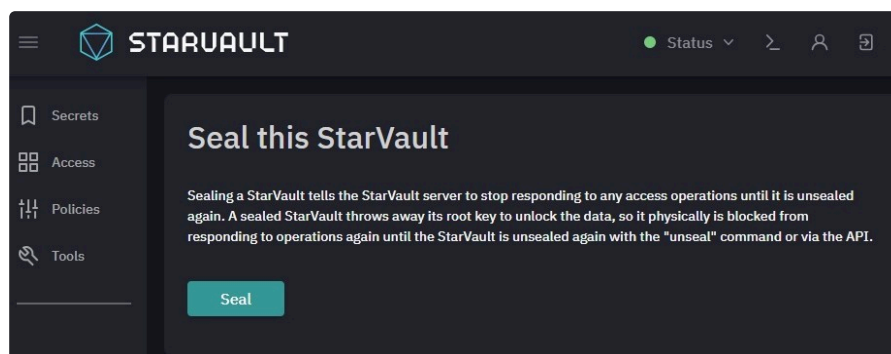 STARVAULT
Status
Secrets
Access
Policies
Tools
Seal this StarVault
Sealing a StarVault tells the StarVault server to stop responding to any access operations until it is unsealed
again. A sealed StarVault throws away its root key to unlock the data, so it physically is blocked from
responding to operations again until the StarVault is unsealed again with the "unseal" command or via the API.
Seal